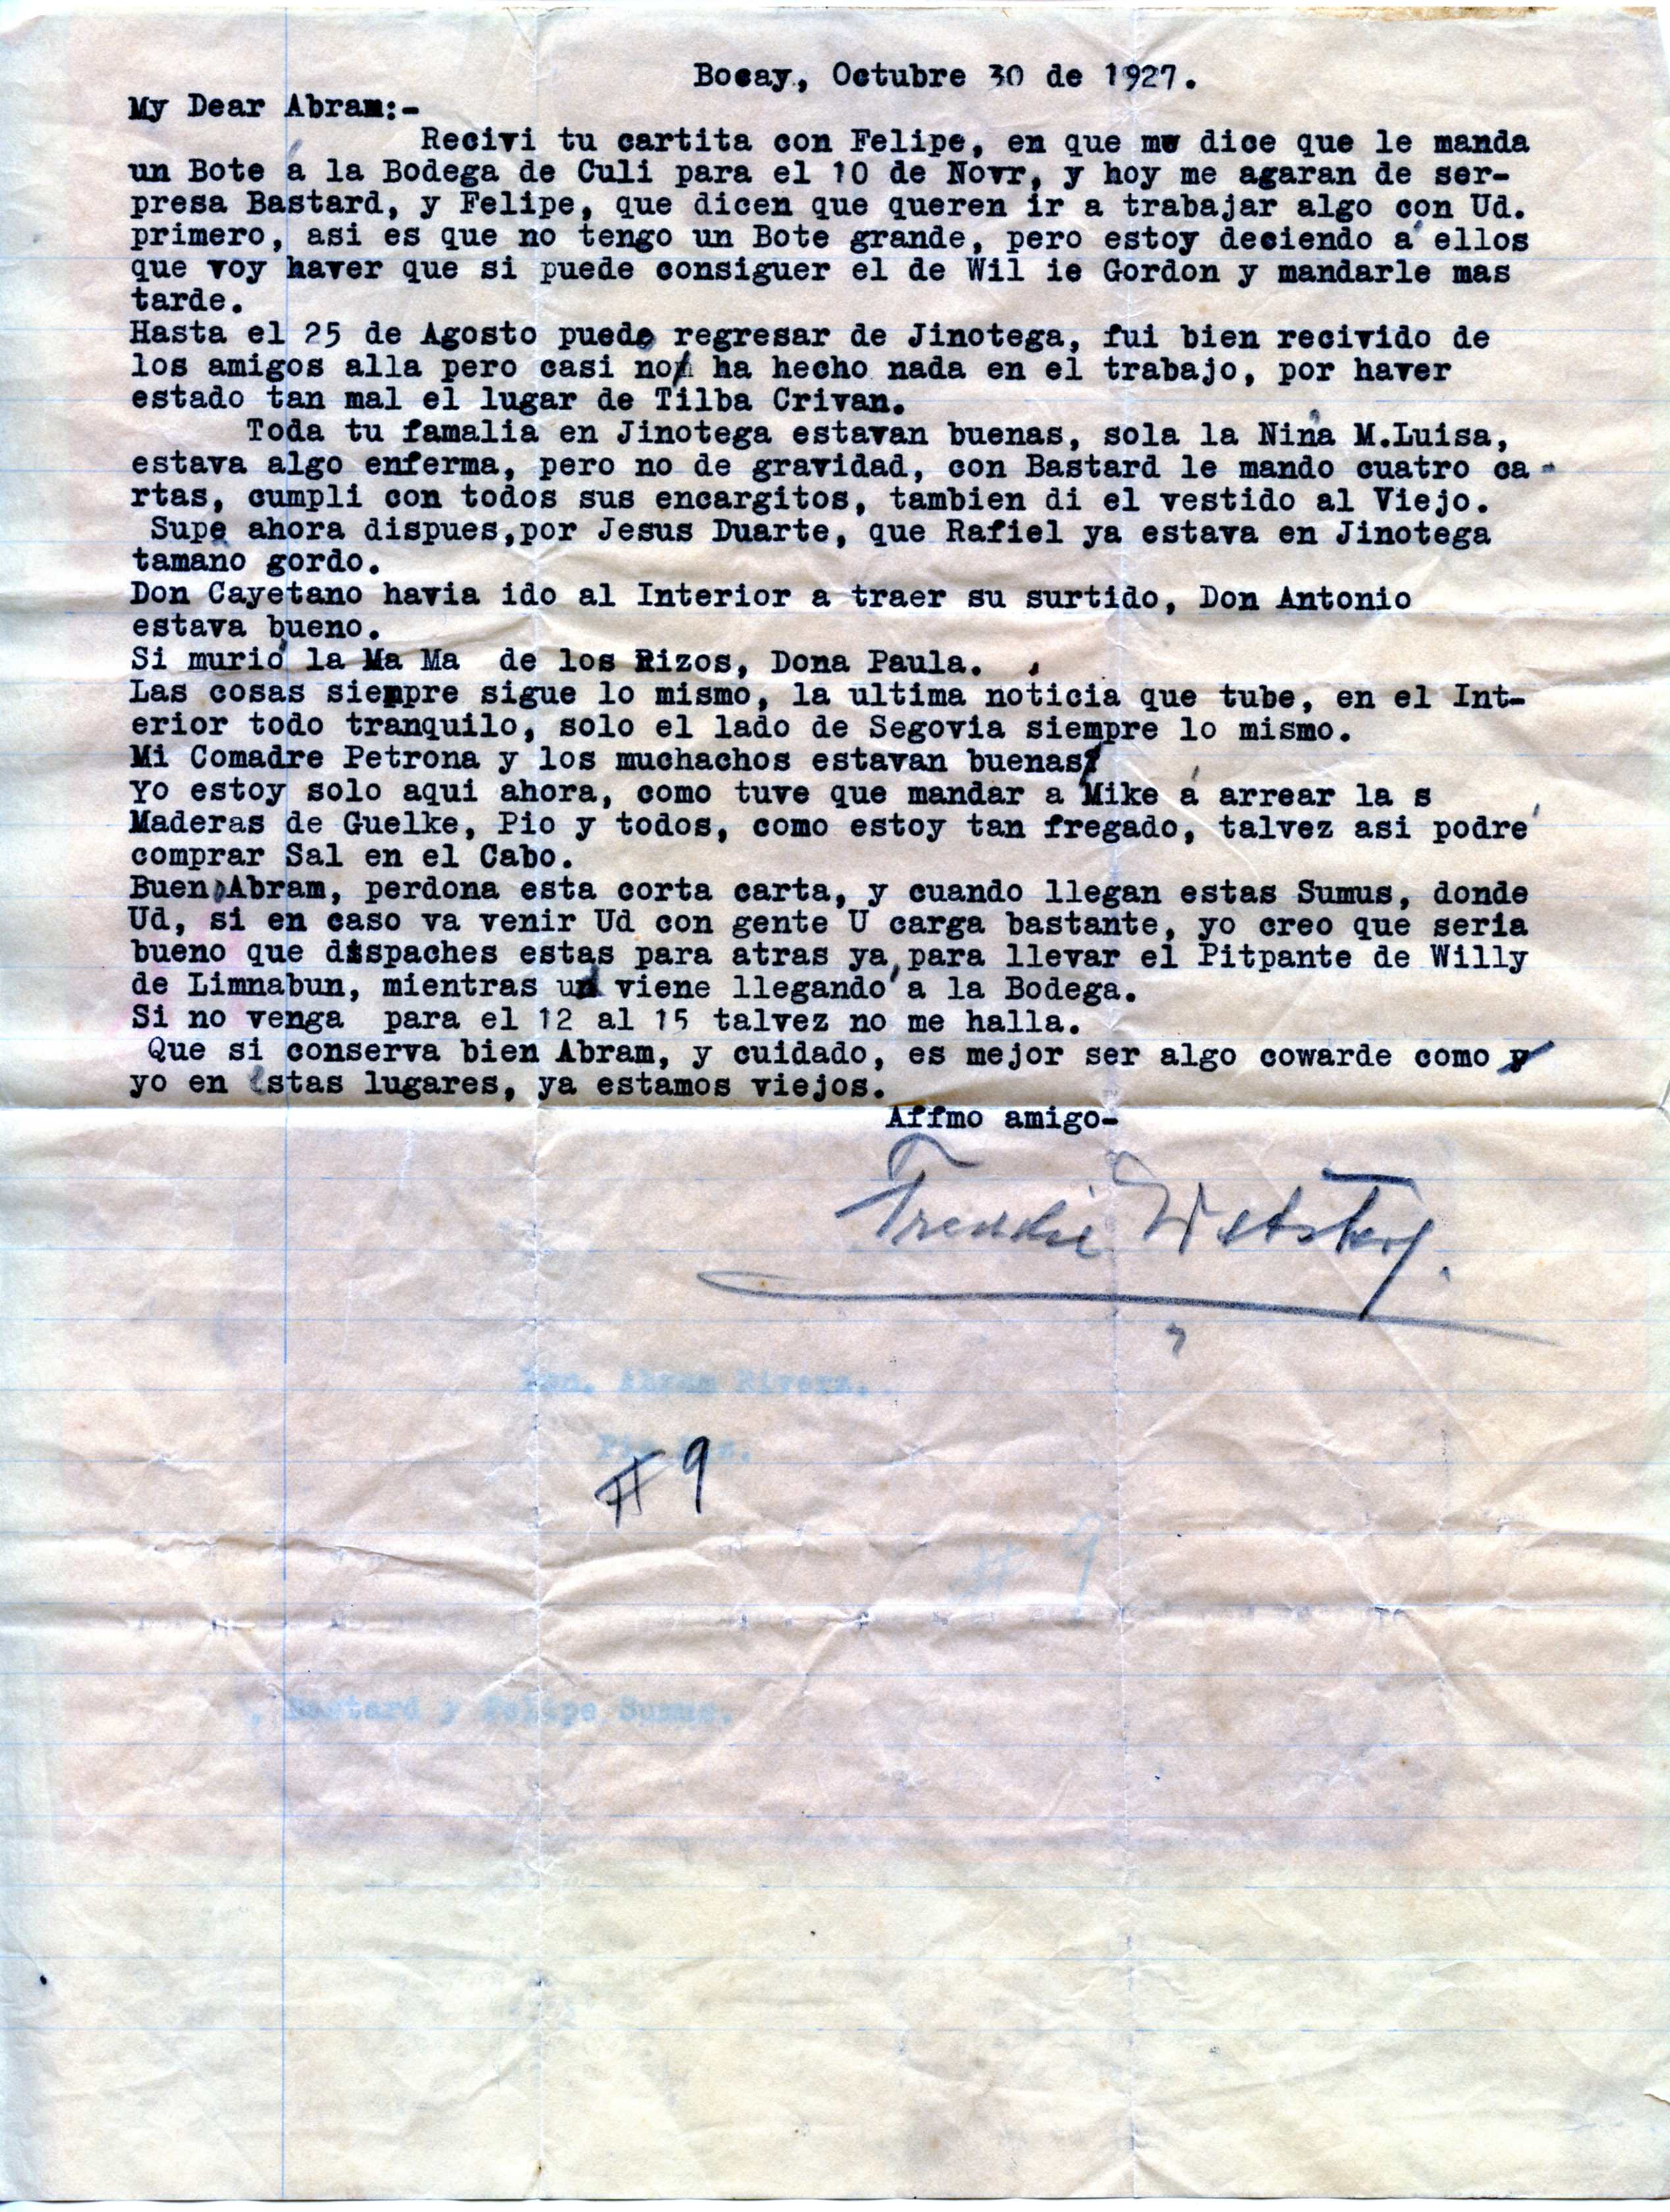 Bocay, Octubre 30 de 1927.
My Dear Abram:-
Recivi tu cartita con Felipe, en que me dice que le manda
un Bote á la Bodega de Culi para el 10 de Novr, y hoy me agaran de ser-
presa Bastard, y Felipe, que dicen que queren ir a trabajar algo con Ud.
primero, asi es que no tengo un Bote grande, pero estoy deciendo a ellos
que voy haver que si puede consiguer el de Wil ie Gordon y mandarle mas
tarde.
Hasta el 25 de Agosto puede regresar de Jinotega, fui bien recivido de
los amigos alla pero casi no ha hecho nada en el trabajo, por haver
estado tan mal el lugar de Tilba Crivan.
Toda tu famalia en Jinotega estavan buenas, sola la Nina M.Luisa,
estava algo enferma, pero no de gravidad, con Bastard le mando cuatro ca-
rtas, cumpli con todos sus encargitos, tambien di el vestido al Viejo.
Supe ahora dispues,por Jesus Duarte, que Rafiel ya estava en Jinotega
tamano gordo.
Don Cayetano havia ido al Interior a traer su surtido, Don Antonio
estava bueno.
Si murió la Ma Ma de los Rizos, Dona Paula.
Las cosas siempre sigue lo mismo, la ultima noticia que tube, en el Int-
erior todo tranquilo, solo el lado de Segovia siempre lo mismo.
Mi Comadre Petrona y los muchachos estavan buenas
Yo estoy solo aqui ahora, como tuve que mandar a Mike á arrear la s
Maderas de Guelke, Pio y todos, como estoy tan fregado, talvez asi podre
comprar Sal en el Cabo.
Bueno Abram, perdona esta corta carta, y cuando llegan estas Sumus, donde
Ud, si en caso va venir Ud con gente U carga bastante, yo creo que seria
bueno que dispaches estas para atras ya,para llevar el Pitpante de Willy
de Limnabun, mientras ud viene llegando a la Bodega.
Si no venga para el 12 al 15 talvez no me halla.
Que si conserva bien Abram, y cuidado, es mejor ser algo cowarde como
yo en estas lugares, ya estamos viejos.
Affmo amigo-
Freddie
#9
Abram Rivera.
# 9
Bastard y Felipe Sumus.